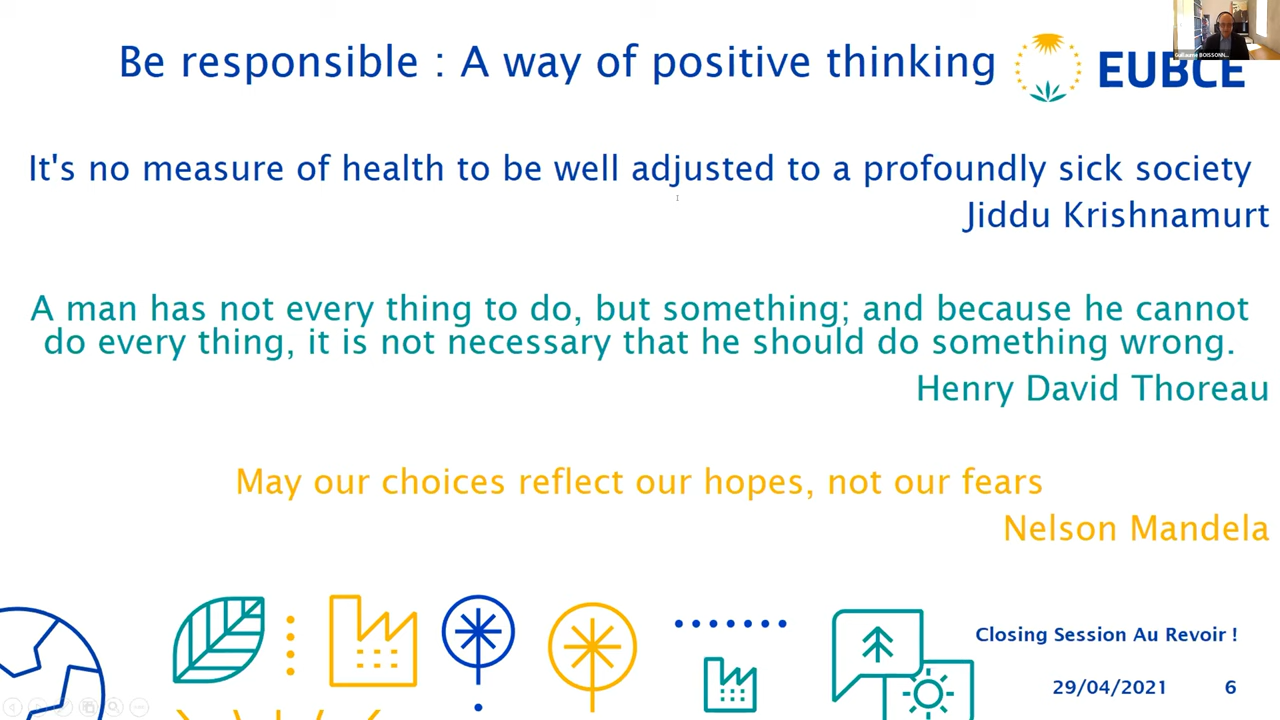 Be responsible : A way of positive thinking
EUBCE
Guillaume BOISSONN...
It's no measure of health to be well adjusted to a profoundly sick society
Jiddu Krishnamurt
A man has not every thing to do, but something; and because he cannot
do every thing, it is not necessary that he should do something wrong.
Henry David Thoreau
May our choices reflect our hopes, not our fears
Nelson Mandela
Closing Session Au Revoir !
29/04/2021 6